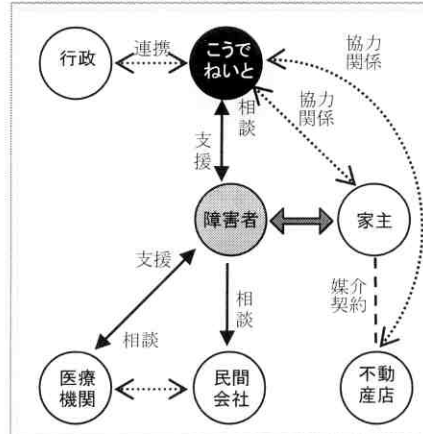 行政
連携
こうで
ねいと
協力
関係
協力
関係
相談
支援
障害者
家主
支援
相談
媒介
契約
相談
医療
機関
民間
会社
不動
産店